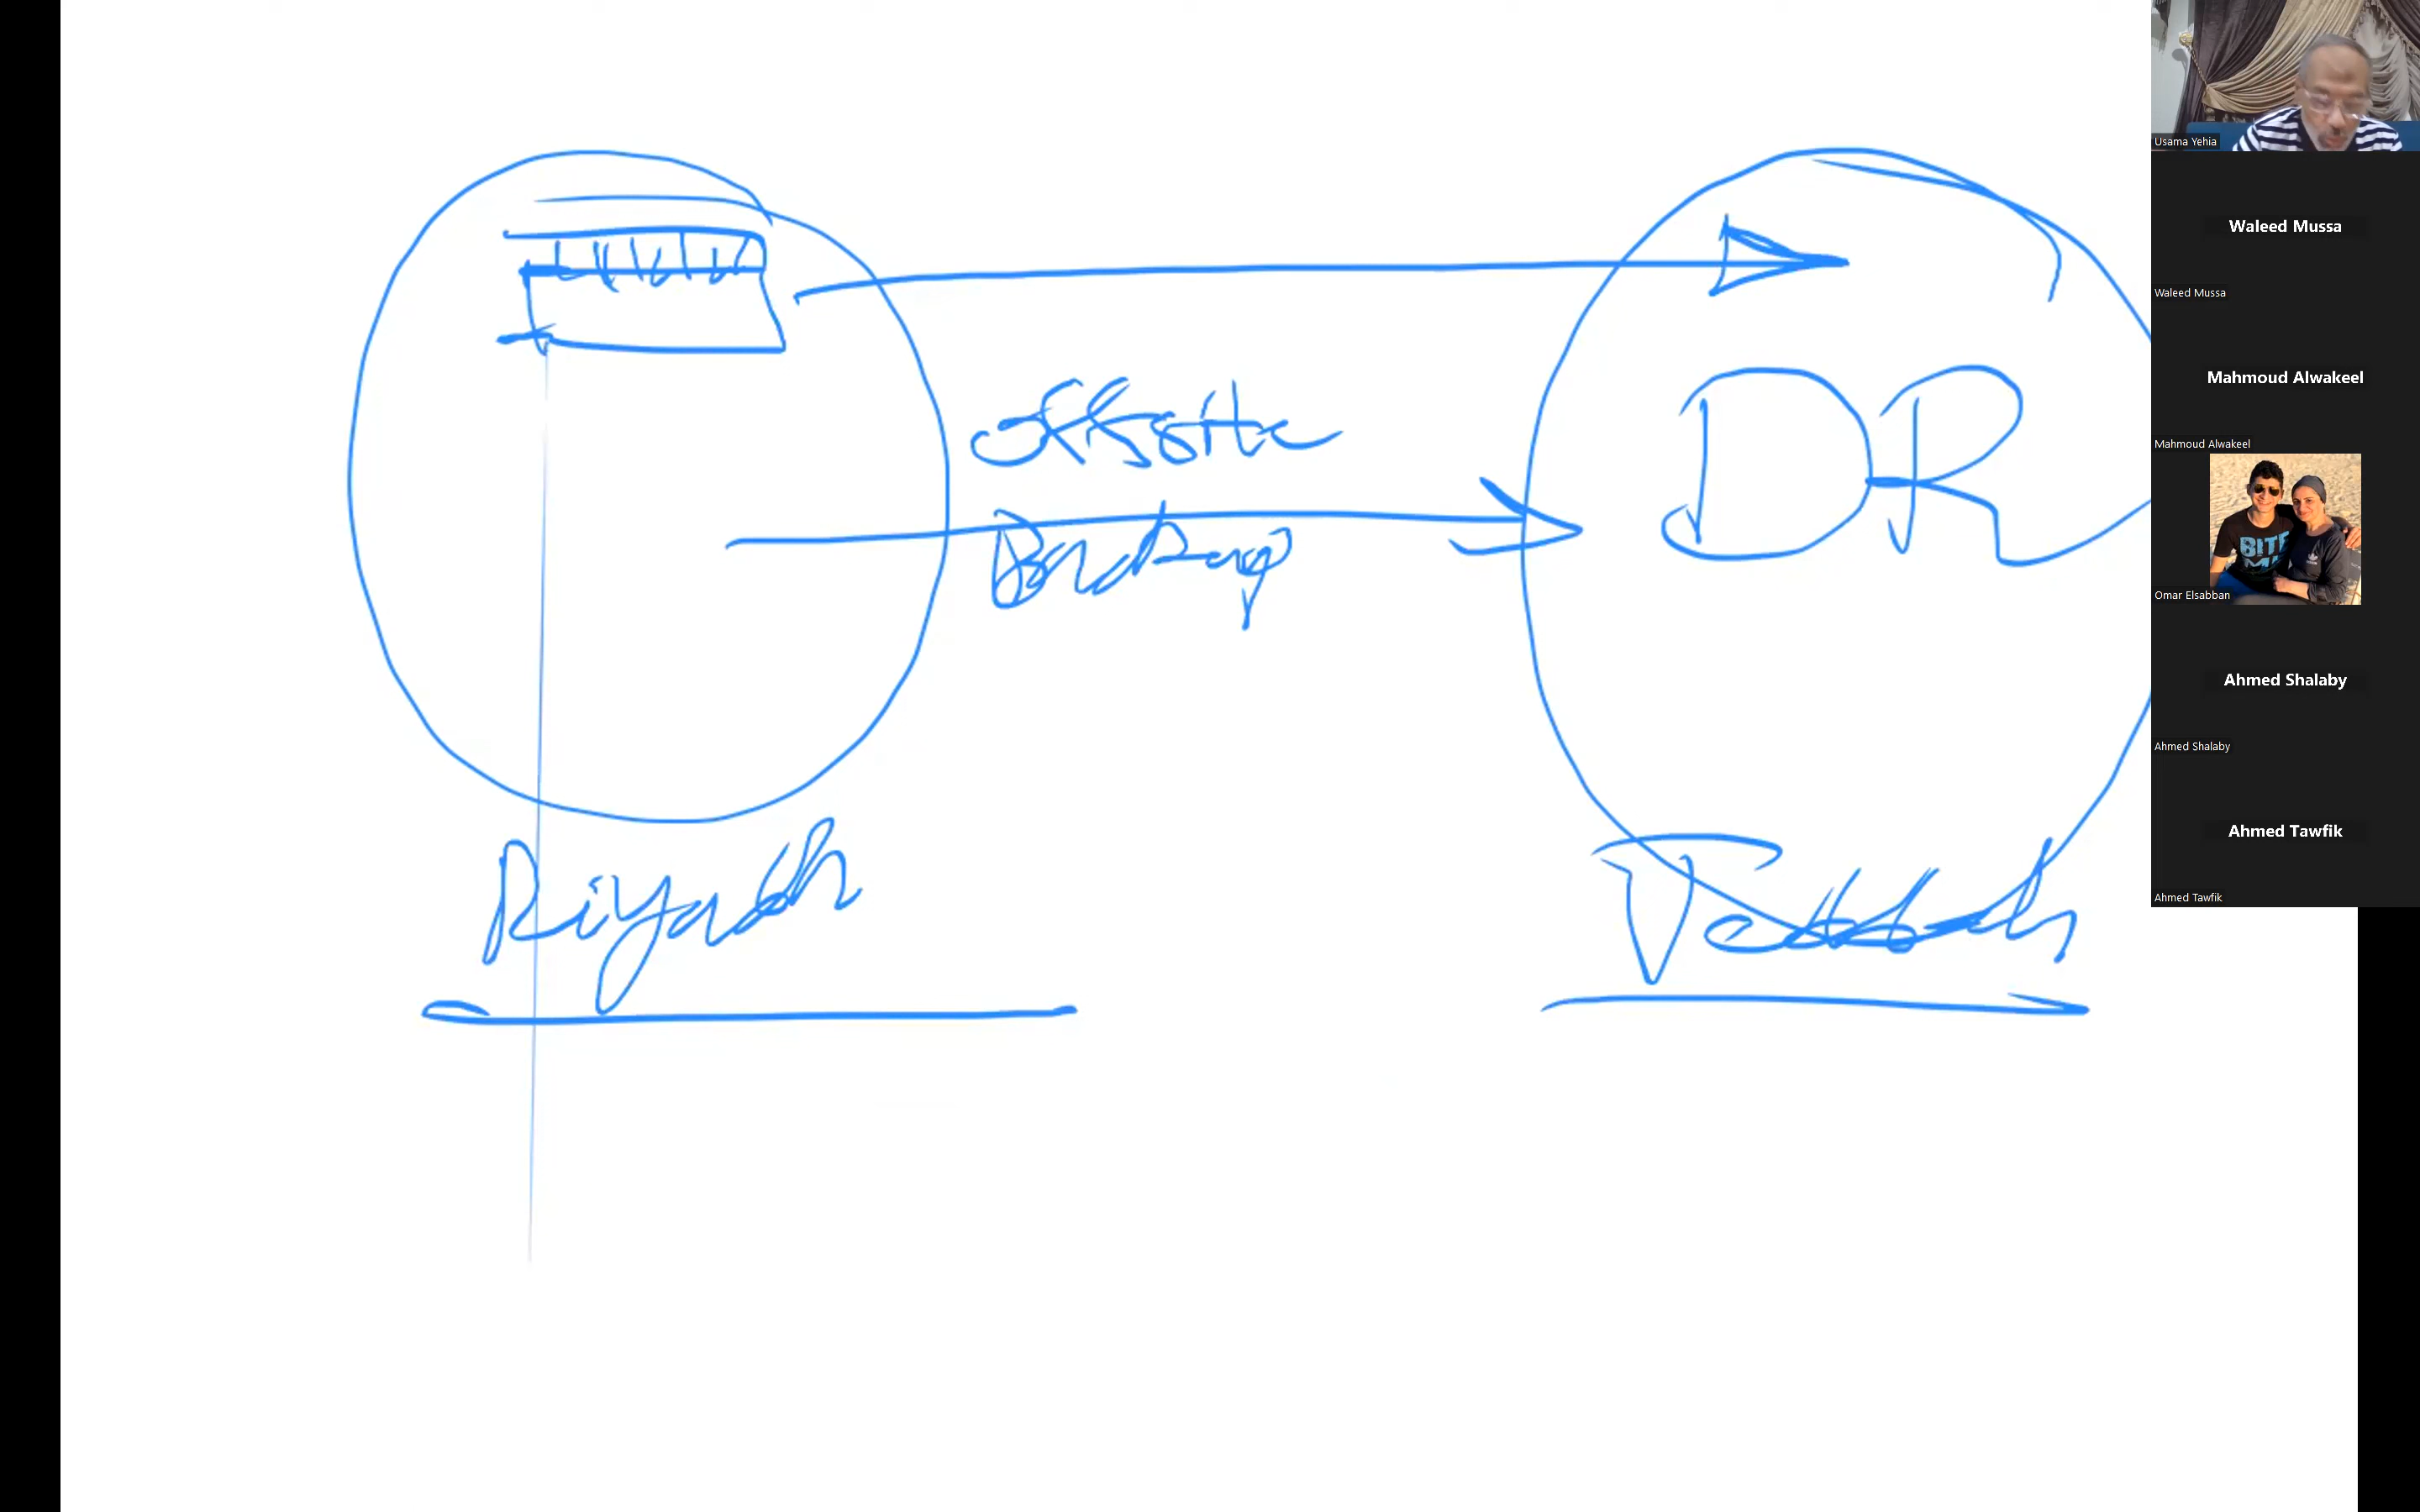 offsite
Backup
DR
Riyadh
Jeddah
Usama Yehia
Waleed Mussa
Waleed Mussa
Mahmoud Alwakeel
Mahmoud Alwakeel
BITE
Omar Elsabban
Ahmed Shalaby
Ahmed Shalaby
Ahmed Tawfik
Ahmed Tawfik